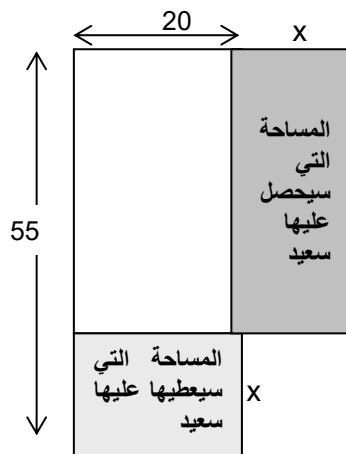 20
x
المساحة
التي
سيحصل
عليها
سعيد
55
المساحة التي
سيعطيها عليها
سعيد
x